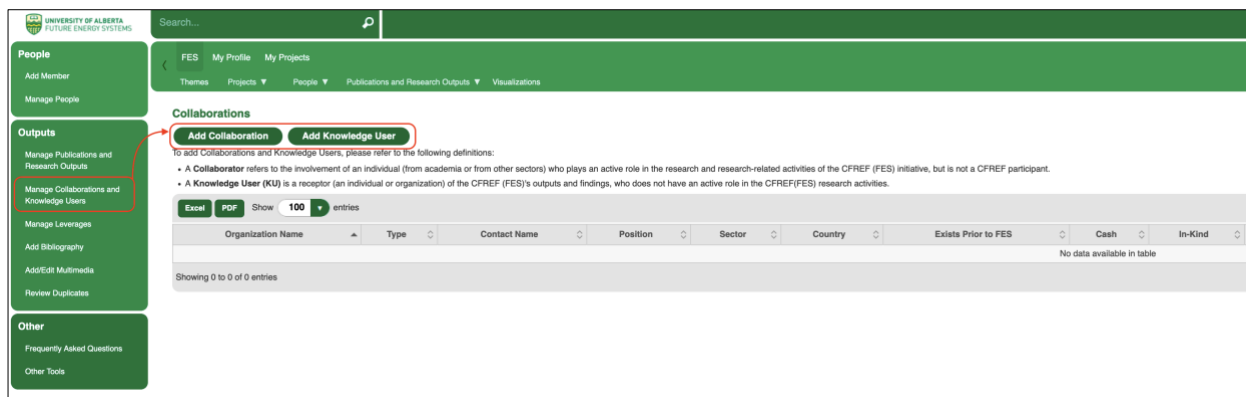 UNIVERSITY OF ALBERTA
FUTURE ENERGY SYSTEMS
Search...
People
Add Member
Manage People
Outputs
Manage Publications and
Research Outputs
Manage Collaborations and
Knowledge Users
Manage Leverages
Add Bibliography
Add/Edit Multimedia
Review Duplicates
Other
Frequently Asked Questions
Other Tools
FES My Profile My Projects
Themes Projects ▼ People ▼ Publications and Research Outputs ▼ Visualizations
Collaborations
Add Collaboration Add Knowledge User
To add Collaborations and Knowledge Users, please refer to the following definitions:
• A Collaborator refers to the involvement of an individual (from academia or from other sectors) who plays an active role in the research and research-related activities of the CFREF (FES) initiative, but is not a CFREF participant.
• A Knowledge User (KU) is a receptor (an individual or organization) of the CFREF (FES)'s outputs and findings, who does not have an active role in the CFREF(FES) research activities.
Excel PDF Show 100 entries
Organization Name Type Contact Name Position Sector Country Exists Prior to FES Cash In-Kind
No data available in table
Showing 0 to 0 of 0 entries